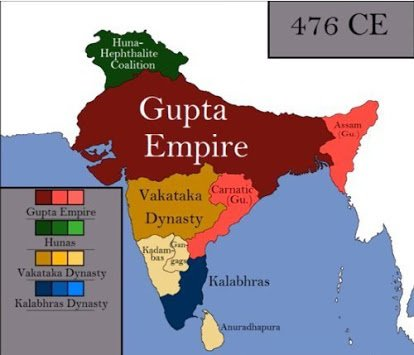 476 CE
Huna-
Hephthalite
Coalition
Gupta
Empire
Assam
(Gu.)
Vakataka
Dynasty
Carnatic
(Gu.)
Kadam-
bas
Gan-
gags
Kalabhras
Anuradhapura
Gupta Empire
Hunas
Vakataka Dynasty
Kalabhras Dynasty